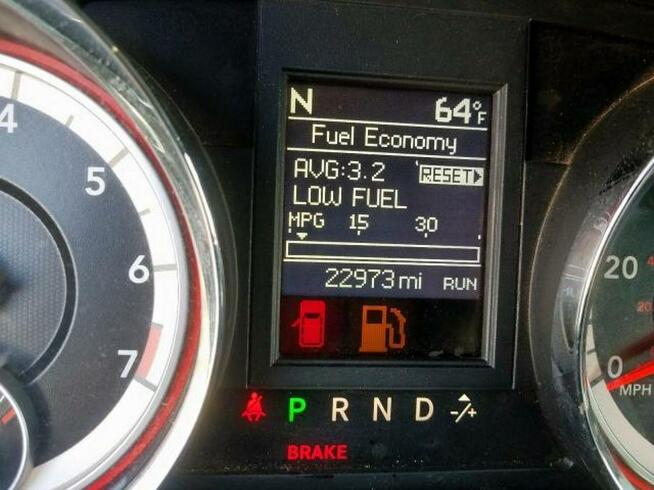 N 64°F
Fuel Economy
AVG:3.2 RESET
LOW FUEL
MPG 15 30
22973mi RUN
4
5
6
7
20
0
MPH
P R N D -/+
BRAKE